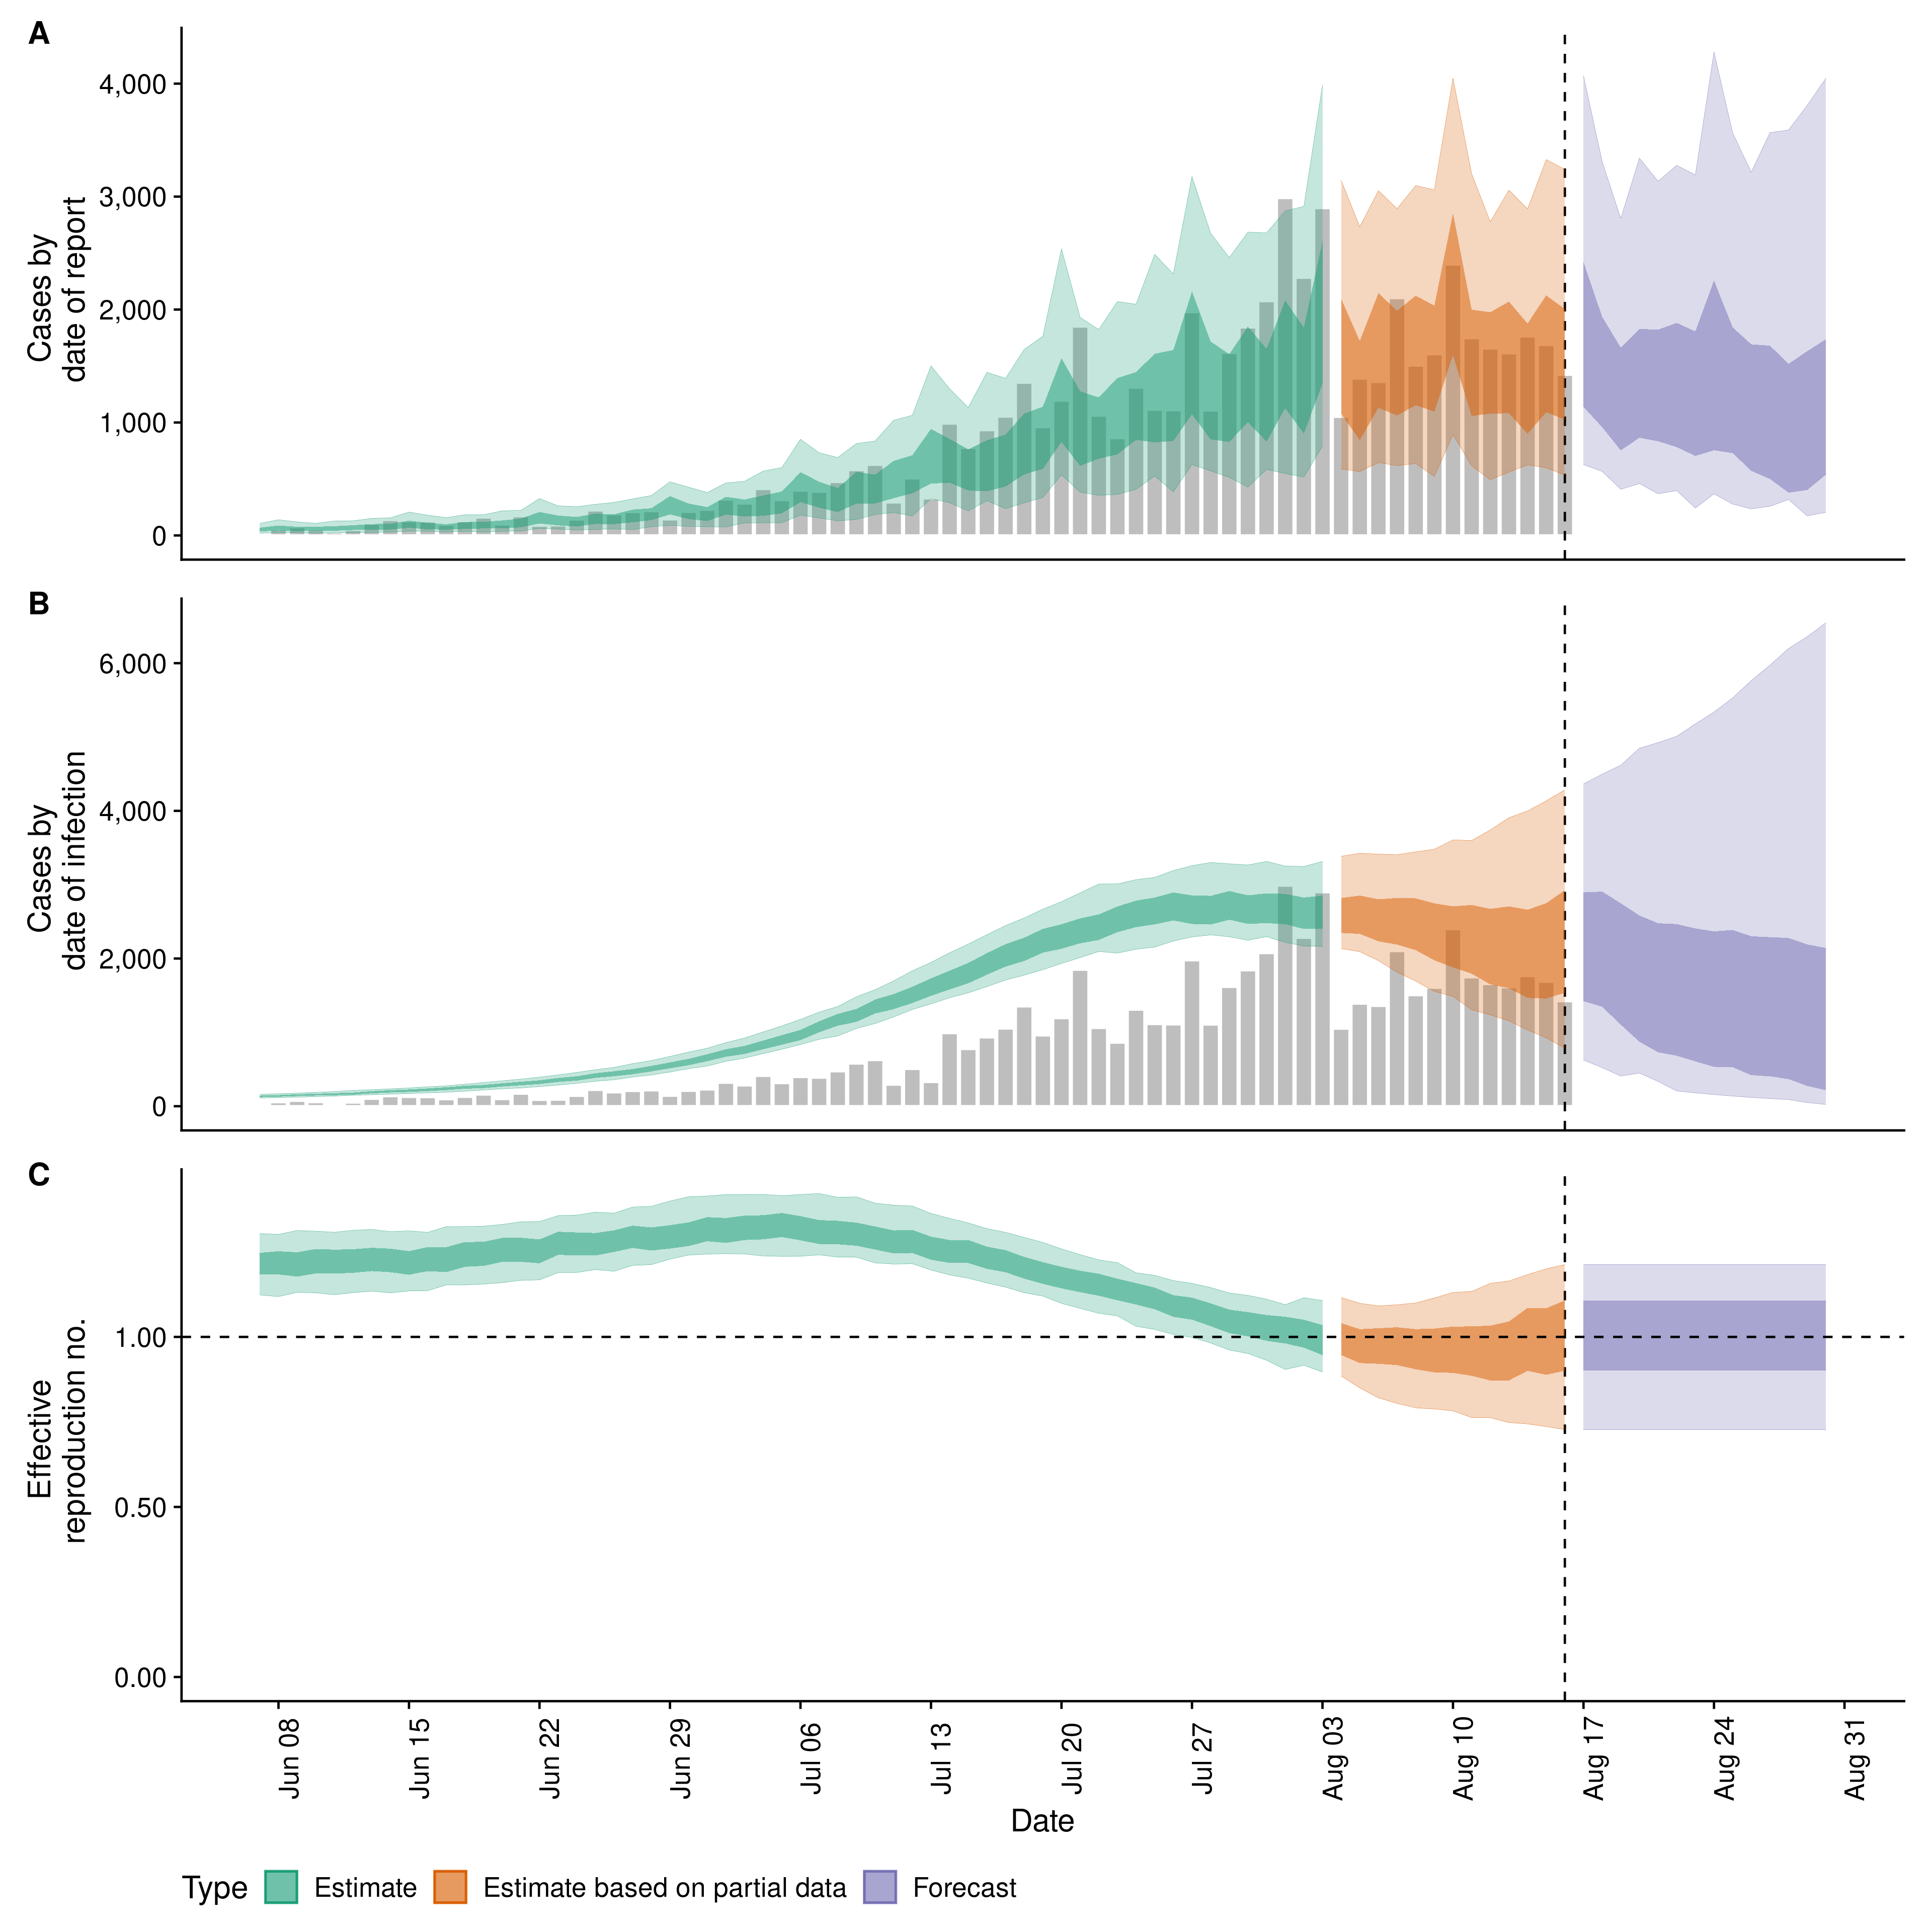 A
4,000
3,000
2,000
1,000
0
Cases by
date of report
B
6,000
4,000
2,000
0
Cases by
date of infection
C
1.00
0.50
0.00
Effective
reproduction no.
Jun 08
Jun 15
Jun 22
Jun 29
Jul 06
Jul 13
Jul 20
Jul 27
Aug 03
Aug 10
Aug 17
Aug 24
Aug 31
Date
Type Estimate Estimate based on partial data Forecast